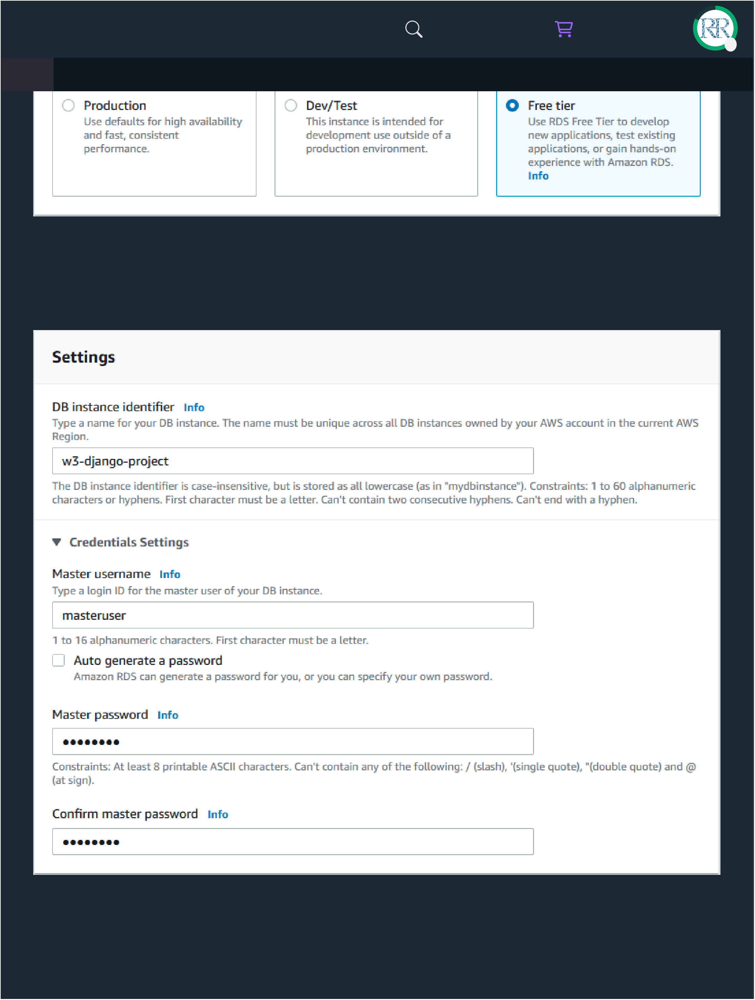 RR
Production
Use defaults for high availability
and fast, consistent
performance.
Dev/Test
This instance is intended for
development use outside of a
production environment.
Free tier
Use RDS Free Tier to develop
new applications, test existing
applications, or gain hands-on
experience with Amazon RDS.
Info
Settings
DB instance identifier Info
Type a name for your DB instance. The name must be unique across all DB instances owned by your AWS account in the current AWS
Region.
w3-django-project
The DB instance identifier is case-insensitive, but is stored as all lowercase (as in "mydbinstance"). Constraints: 1 to 60 alphanumeric
characters or hyphens. First character must be a letter. Can't contain two consecutive hyphens. Can't end with a hyphen.
Credentials Settings
Master username Info
Type a login ID for the master user of your DB instance.
masteruser
1 to 16 alphanumeric characters. First character must be a letter.
Auto generate a password
Amazon RDS can generate a password for you, or you can specify your own password.
Master password Info
••••••••
Constraints: At least 8 printable ASCII characters. Can't contain any of the following: / (slash), '(single quote), "(double quote) and @
(at sign).
Confirm master password Info
••••••••